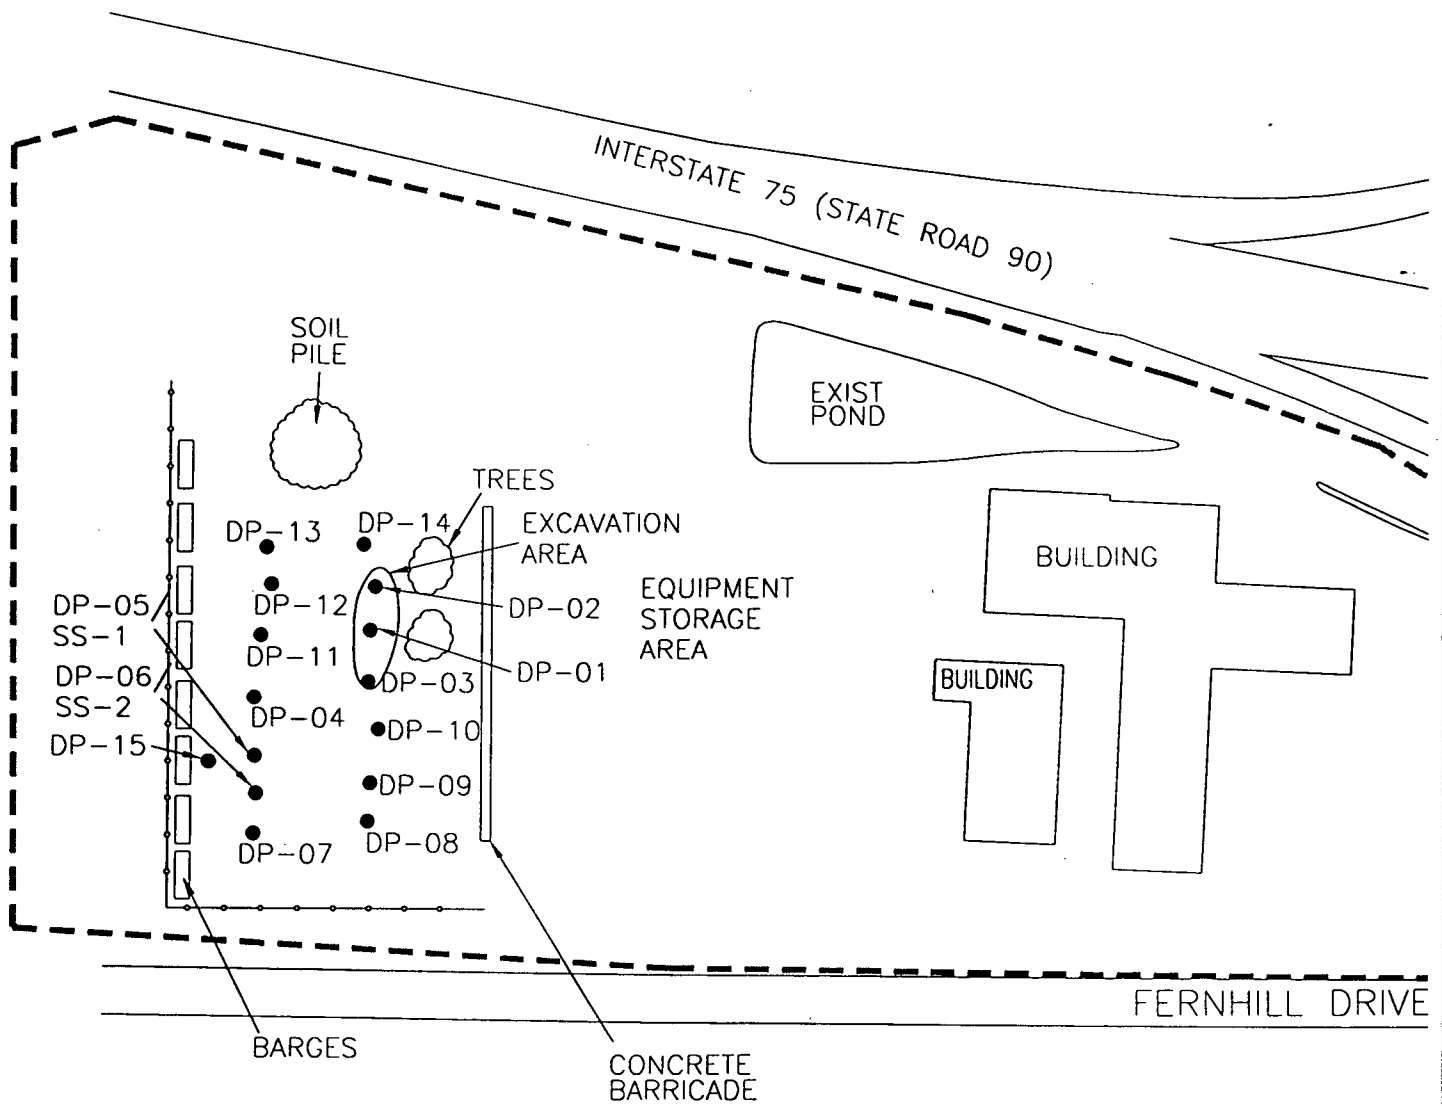 INTERSTATE 75 (STATE ROAD 90)
SOIL
PILE
EXIST
POND
TREES
DP-13
DP-14
EXCAVATION
AREA
BUILDING
DP-12
DP-02
EQUIPMENT
STORAGE
AREA
DP-05
SS-1
DP-11
DP-01
DP-06
SS-2
DP-03
BUILDING
DP-04
DP-10
DP-15
DP-09
DP-07
DP-08
FERNHILL DRIVE
BARGES
CONCRETE
BARRICADE